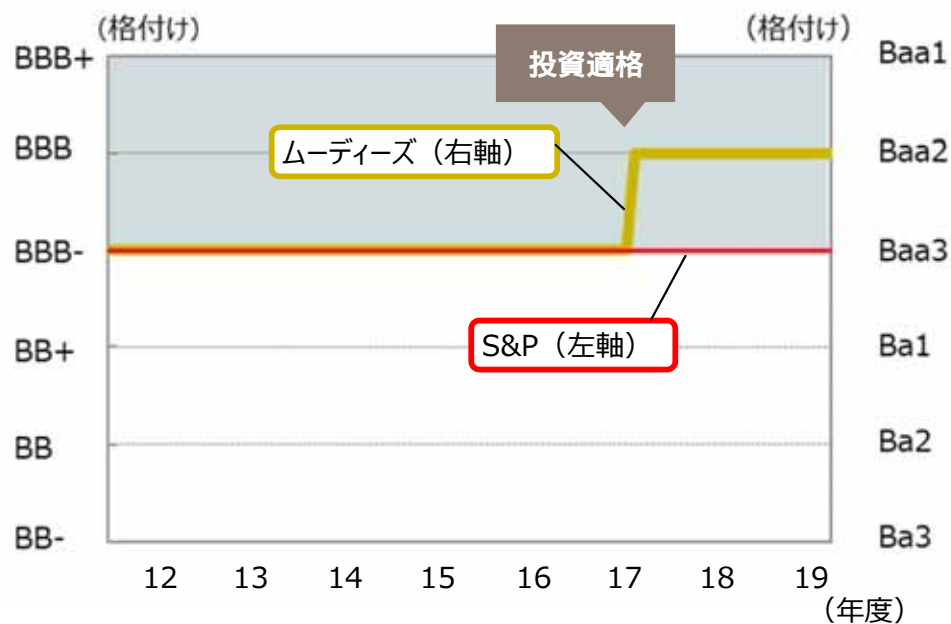 (格付け)
(格付け)
BBB+
投資適格
Baa1
BBB
ムーディーズ（右軸）
Baa2
BBB-
Baa3
BB+
S&P（左軸）
Ba1
BB
Ba2
BB-
Ba3
12 13 14 15 16 17 18 19
（年度）